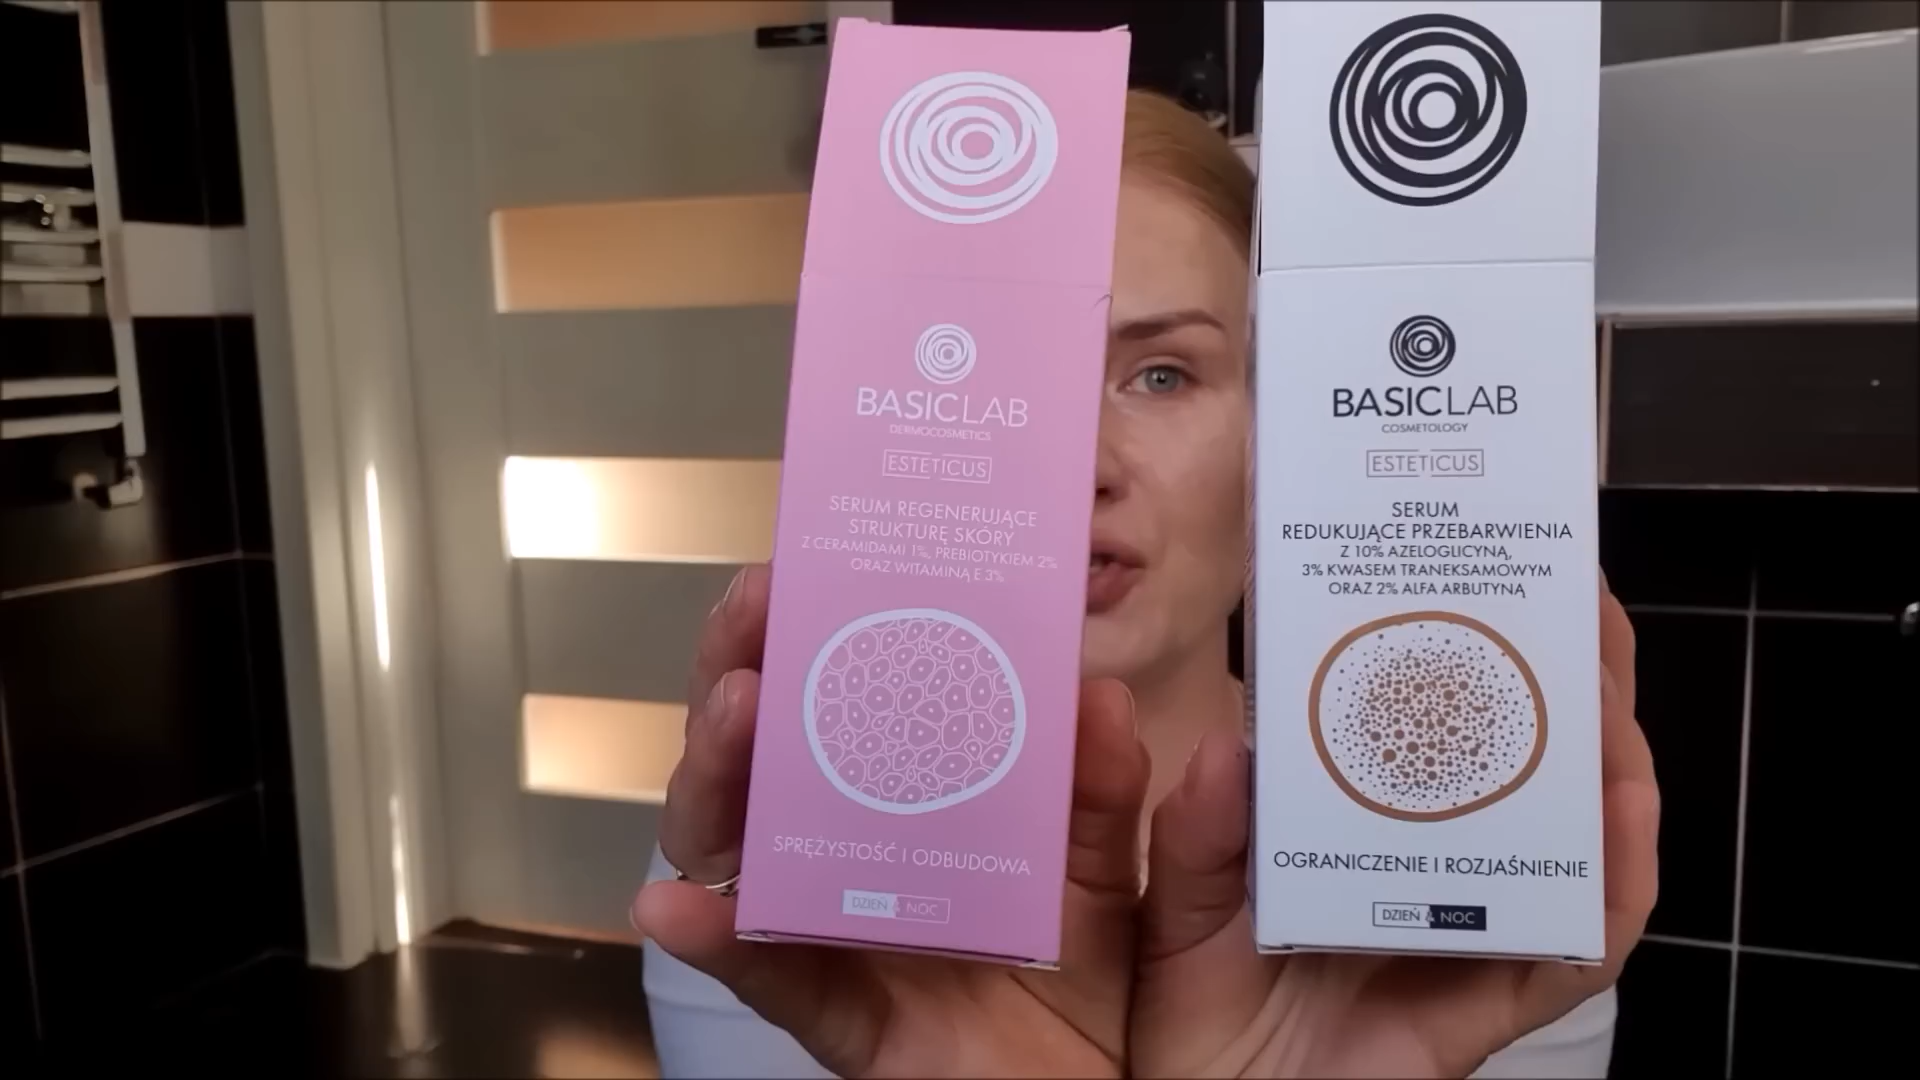 BASICLAB
DERMOCOSMETICS
ESTETICUS
SERUM REGENERUJĄCE
STRUKTURĘ SKÓRY
Z CERAMIDAMI 1%, PREBIOTYKIEM 2%
ORAZ WITAMINĄ E 3%
SPRĘŻYSTOŚĆ I ODBUDOWA
DZIEŃ & NOC
BASICLAB
COSMETOLOGY
ESTETICUS
SERUM
REDUKUJĄCE PRZEBARWIENIA
Z 10% AZELOGLICYNĄ,
3% KWASEM TRANEKSAMOWYM
ORAZ 2% ALFA ARBUTYNĄ
OGRANICZENIE I ROZJAŚNIENIE
DZIEŃ & NOC